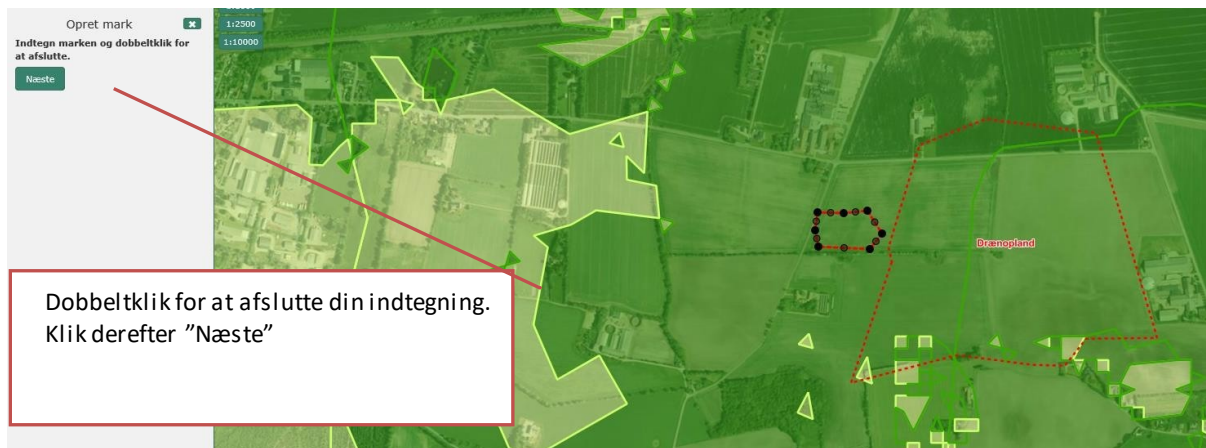 Opret mark
Indtegn marken og dobbeltklik for
at afslutte.
Næste
1:2500
1:10000
Drænopland
Dobbeltklik for at afslutte din indtegning.
Klik derefter ”Næste”